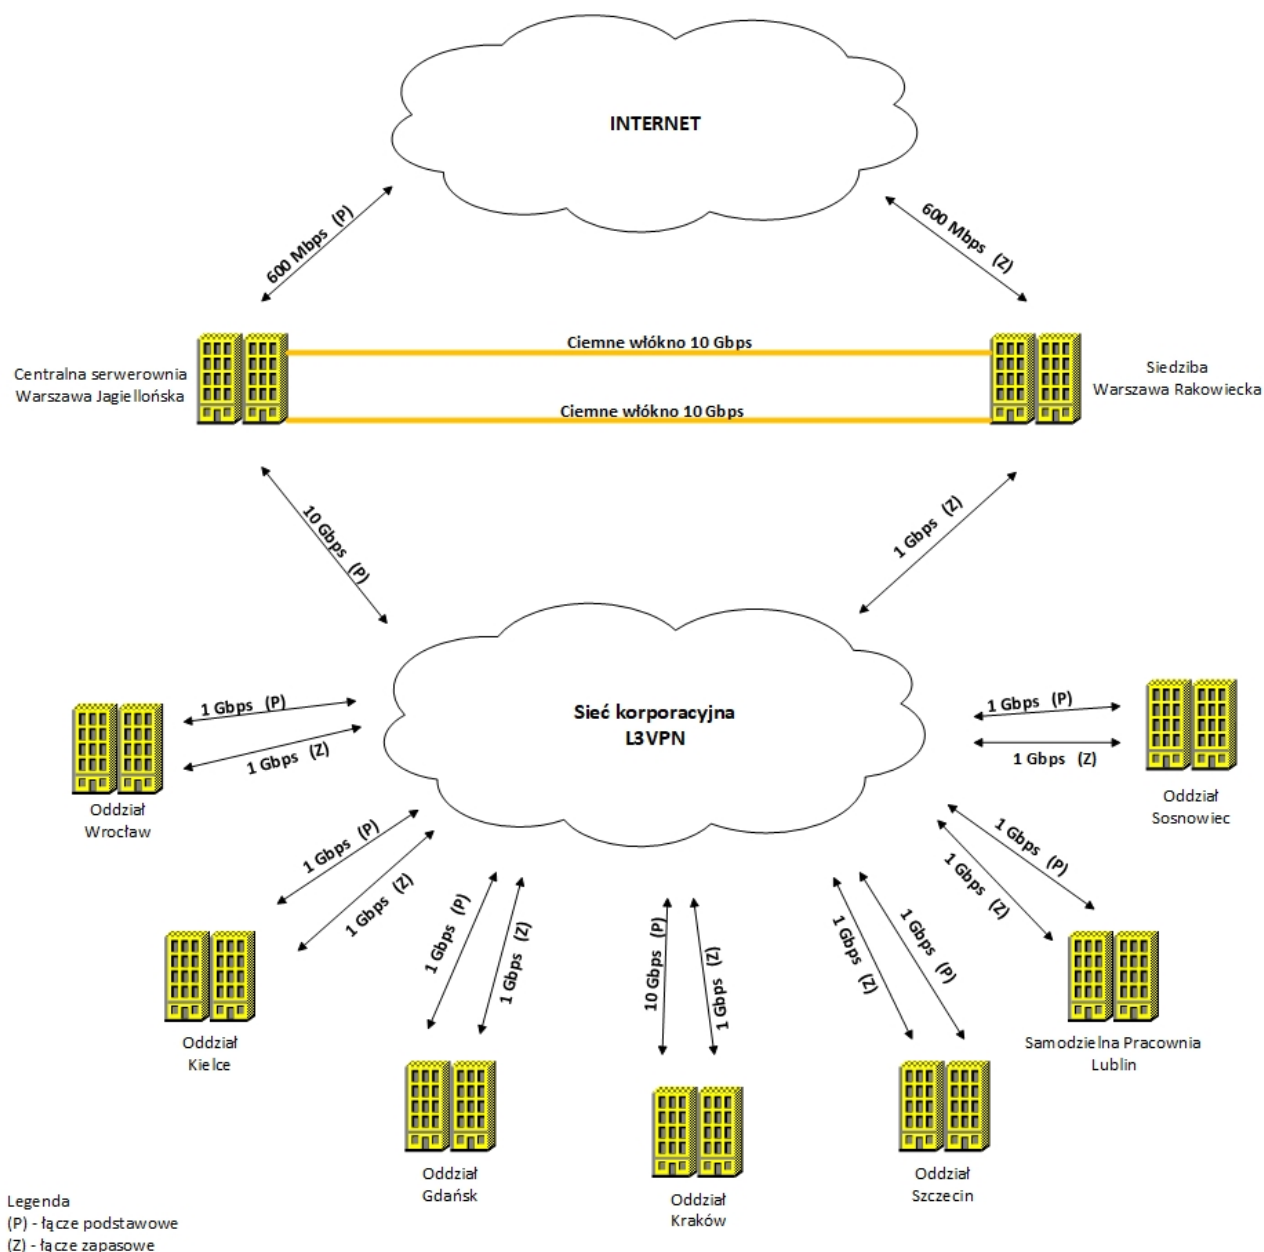 INTERNET
600 Mbps (P)
600 Mbps (Z)
Ciemne włókno 10 Gbps
Centralna serwerownia
Warszawa Jagiellońska
Siedziba
Warszawa Rakowiecka
Ciemne włókno 10 Gbps
10 Gbps (P)
1 Gbps (Z)
Sieć korporacyjna
L3VPN
1 Gbps (P)
1 Gbps (Z)
Oddział
Wrocław
1 Gbps (P)
1 Gbps (Z)
Oddział
Sosnowiec
1 Gbps (P)
1 Gbps (Z)
Oddział
Kielce
1 Gbps (P)
1 Gbps (Z)
Oddział
Gdańsk
10 Gbps (P)
1 Gbps (Z)
Oddział
Kraków
1 Gbps (Z)
1 Gbps (P)
Oddział
Szczecin
1 Gbps (P)
1 Gbps (Z)
Samodzielna Pracownia
Lublin
Legenda
(P) - łącze podstawowe
(Z) - łącze zapasowe